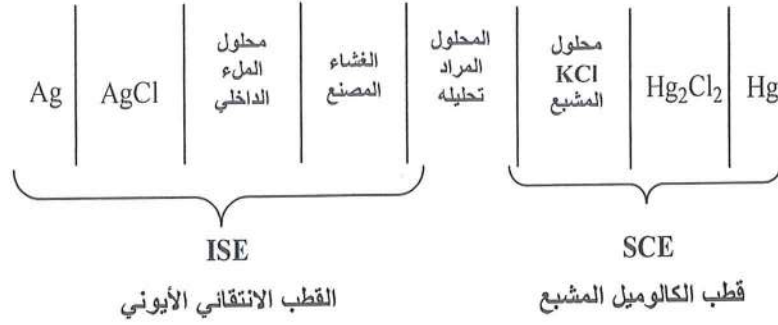 Ag
AgCl
محلول
الملء
الداخلي
الغشاء
المصنع
المحلول
المراد
تحليله
محلول
KCl
المشبع
Hg₂Cl₂
Hg
ISE
SCE
القطب الانتقائي الأيوني
قطب الكالوميل المشبع